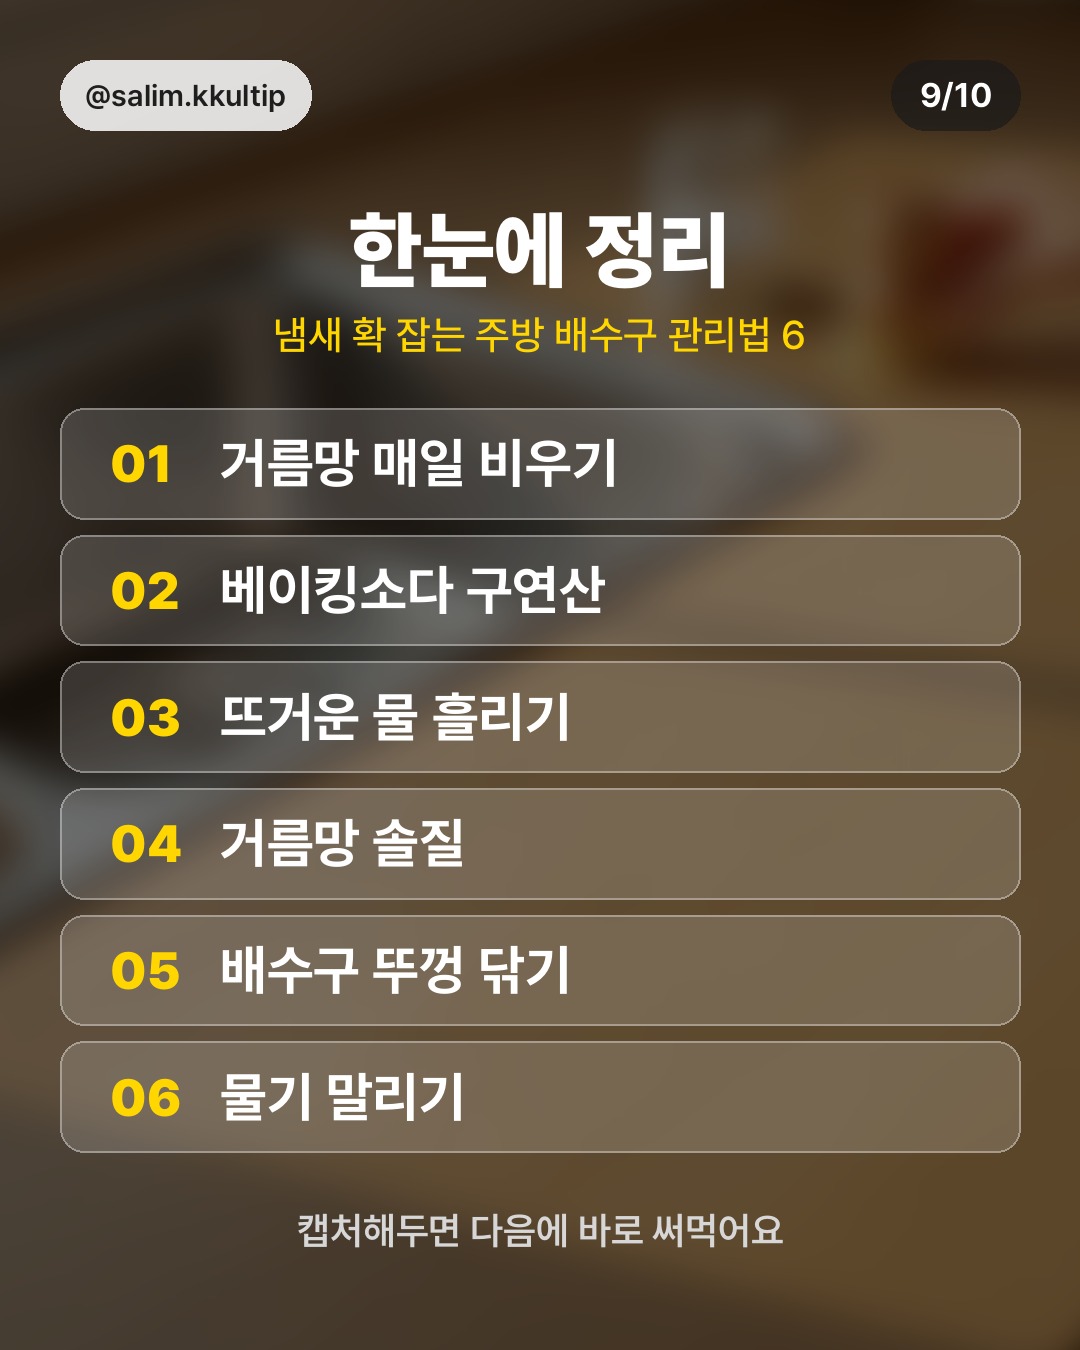 @salim.kkultip
9/10
한눈에 정리
냄새 확 잡는 주방 배수구 관리법 6
01 거름망 매일 비우기
02 베이킹소다 구연산
03 뜨거운 물 흘리기
04 거름망 솔질
05 배수구 뚜껑 닦기
06 물기 말리기
캡처해두면 다음에 바로 써먹어요